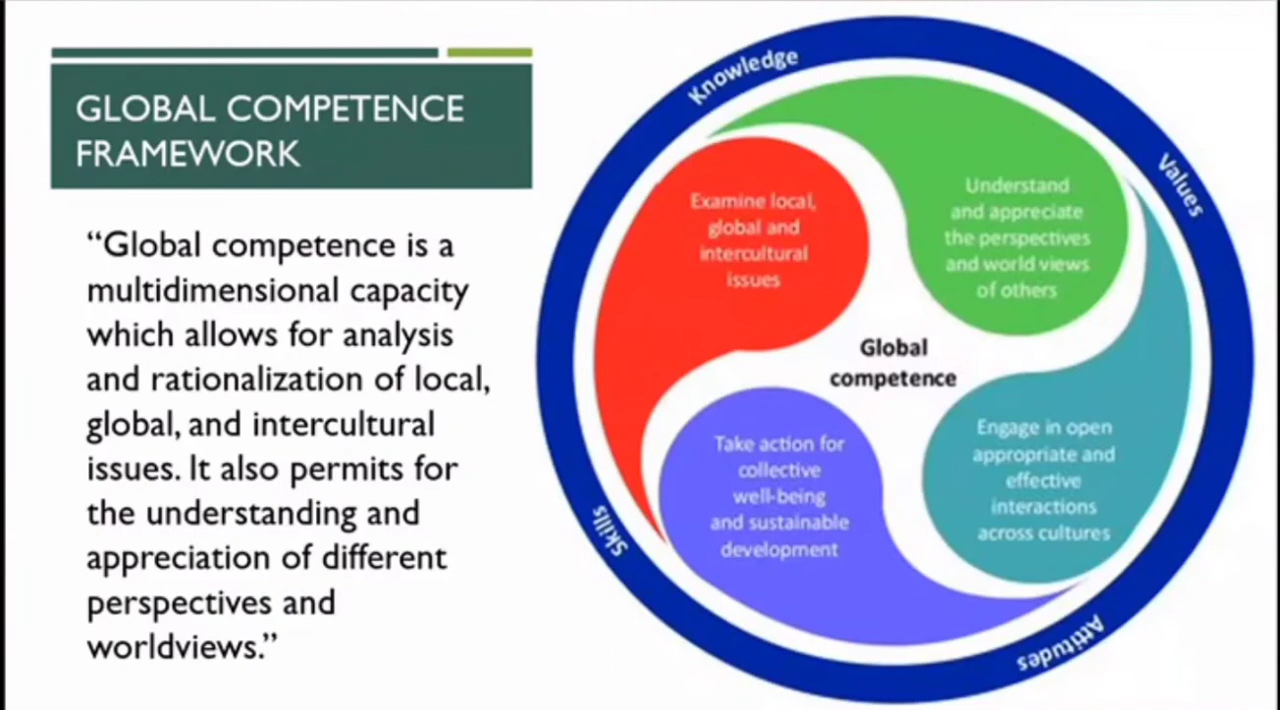 GLOBAL COMPETENCE
FRAMEWORK
“Global competence is a
multidimensional capacity
which allows for analysis
and rationalization of local,
global, and intercultural
issues. It also permits for
the understanding and
appreciation of different
perspectives and
worldviews.”
Knowledge
Values
Attitudes
Skills
Examine local,
global and
intercultural
issues
Understand
and appreciate
the perspectives
and world views
of others
Global
competence
Take action for
collective
well-being
and sustainable
development
Engage in open
appropriate and
effective
interactions
across cultures